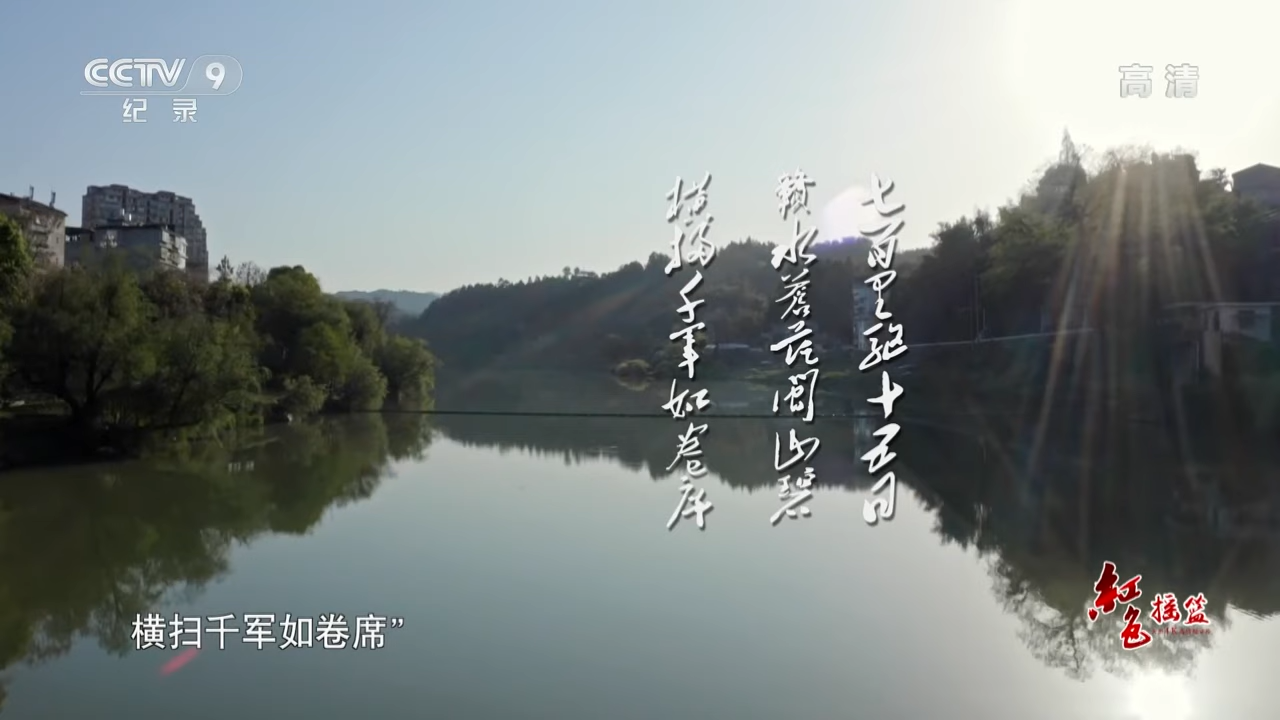 CCTV 9
纪录
高清
七百里驱十五日
赣水苍茫闽山碧
横扫千军如卷席
横扫千军如卷席”
红色摇篮